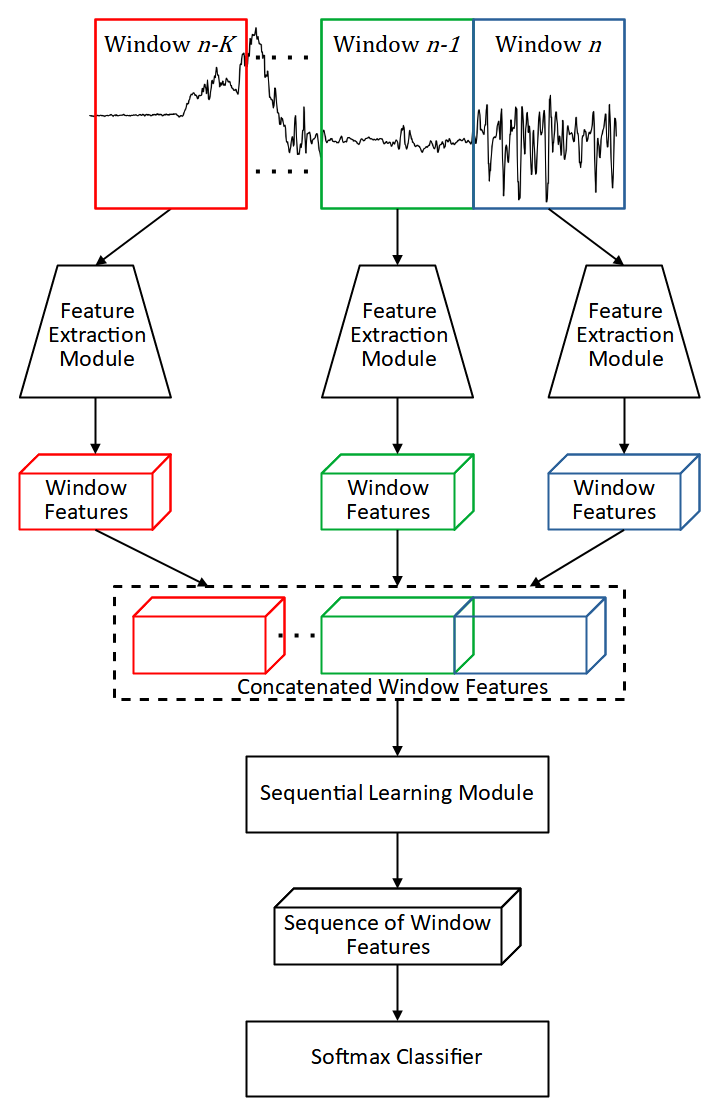 Window n-K
Window n-1
Window n
Feature
Extraction
Module
Feature
Extraction
Module
Feature
Extraction
Module
Window
Features
Window
Features
Window
Features
Concatenated Window Features
Sequential Learning Module
Sequence of Window
Features
Softmax Classifier